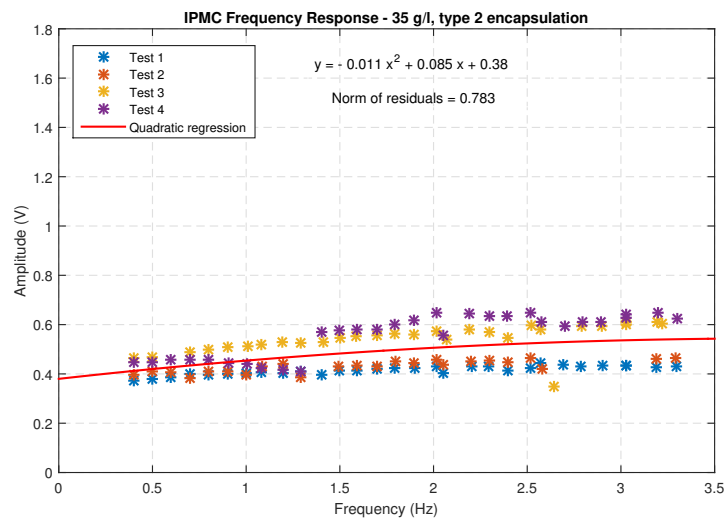 IPMC Frequency Response - 35 g/l, type 2 encapsulation
y = - 0.011 x² + 0.085 x + 0.38
Norm of residuals = 0.783
Test 1
Test 2
Test 3
Test 4
Quadratic regression
Amplitude (V)
1.8
1.6
1.4
1.2
1
0.8
0.6
0.4
0.2
0
0 0.5 1 1.5 2 2.5 3 3.5
Frequency (Hz)